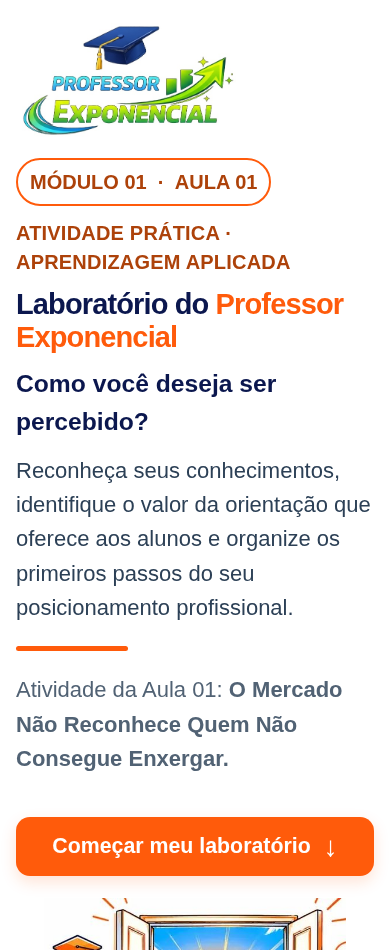 PROFESSOR
EXPONENCIAL
MÓDULO 01 · AULA 01
ATIVIDADE PRÁTICA ·
APRENDIZAGEM APLICADA
Laboratório do Professor
Exponencial
Como você deseja ser
percebido?
Reconheça seus conhecimentos,
identifique o valor da orientação que
oferece aos alunos e organize os
primeiros passos do seu
posicionamento profissional.
Atividade da Aula 01: O Mercado
Não Reconhece Quem Não
Consegue Enxergar.
Começar meu laboratório ↓